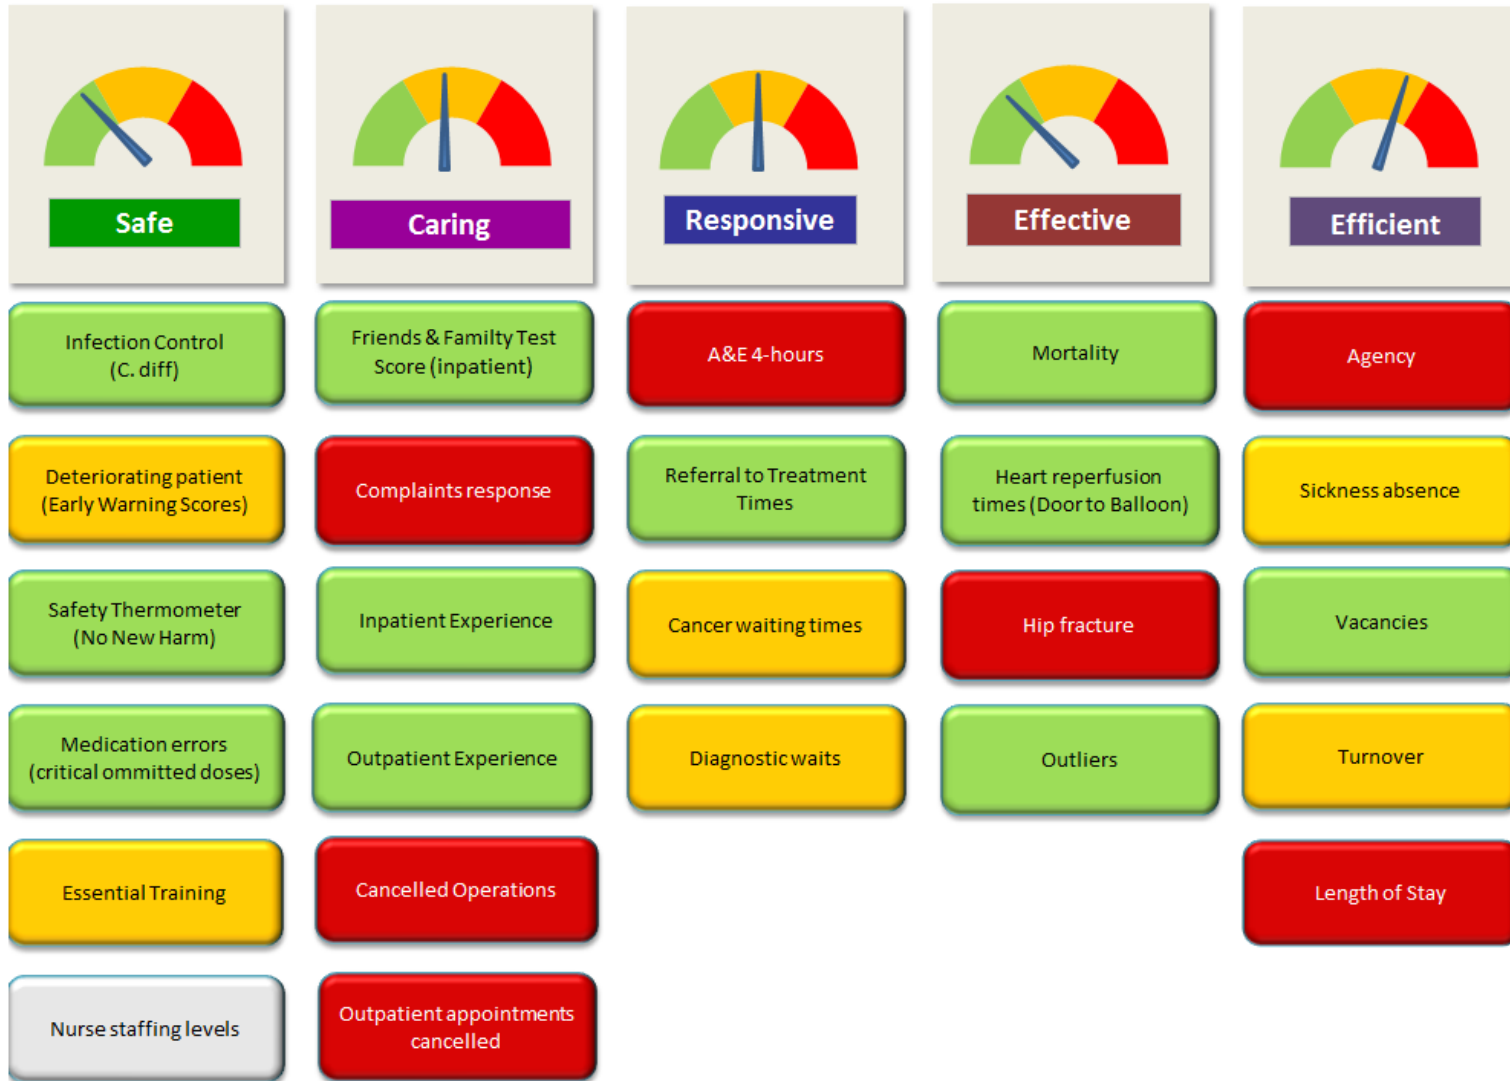 Safe
Caring
Responsive
Effective
Efficient
Infection Control
(C. diff)
Friends & Familty Test
Score (inpatient)
A&E 4-hours
Mortality
Agency
Deteriorating patient
(Early Warning Scores)
Complaints response
Referral to Treatment
Times
Heart reperfusion
times (Door to Balloon)
Sickness absence
Safety Thermometer
(No New Harm)
Inpatient Experience
Cancer waiting times
Hip fracture
Vacancies
Medication errors
(critical ommitted doses)
Outpatient Experience
Diagnostic waits
Outliers
Turnover
Essential Training
Cancelled Operations
Length of Stay
Nurse staffing levels
Outpatient appointments
cancelled